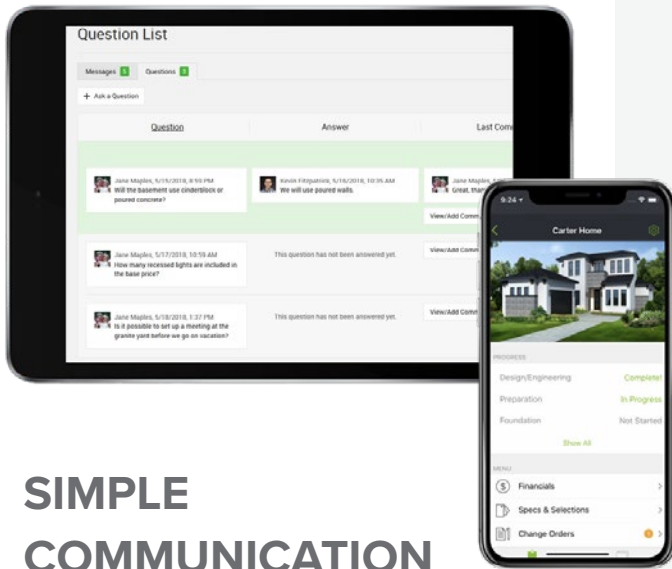 Question List
Messages 5 Questions 3
+ Ask a Question
Question Answer Last Comm
Jane Maples, 5/15/2018, 8:55 PM
Will the basement use cinderblock or
poured concrete?
Kevin Fitzpatrick, 5/16/2018, 10:35 AM
We will use poured walls.
Jane Maples,
Great, than
View/Add Comm
Jane Maples, 5/17/2018, 10:59 AM
How many recessed lights are included in
the base price?
This question has not been answered yet.
View/Add Comm
Jane Maples, 5/18/2018, 1:37 PM
Is it possible to set up a meeting at the
granite yard before we go on vacation?
This question has not been answered yet.
View/Add Comm
9:24
Carter Home
PROGRESS
Design/Engineering Complete!
Preparation In Progress
Foundation Not Started
Show All
MENU
Financials
Specs & Selections
Change Orders
SIMPLE
COMMUNICATION